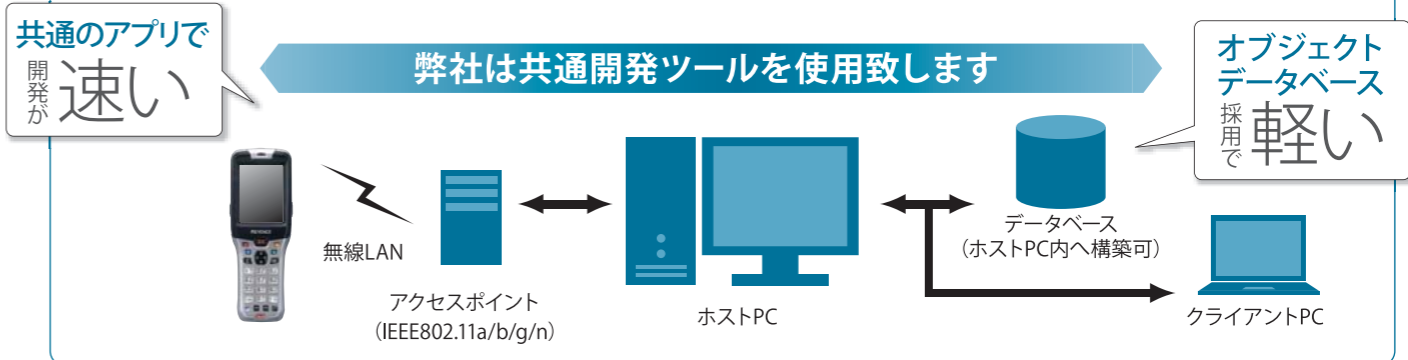 共通のアプリで
開発が速い
弊社は共通開発ツールを使用致します
オブジェクト
データベース
採用で軽い
KEYENCE
無線LAN
アクセスポイント
(IEEE802.11a/b/g/n)
ホストPC
データベース
(ホストPC内へ構築可)
クライアントPC